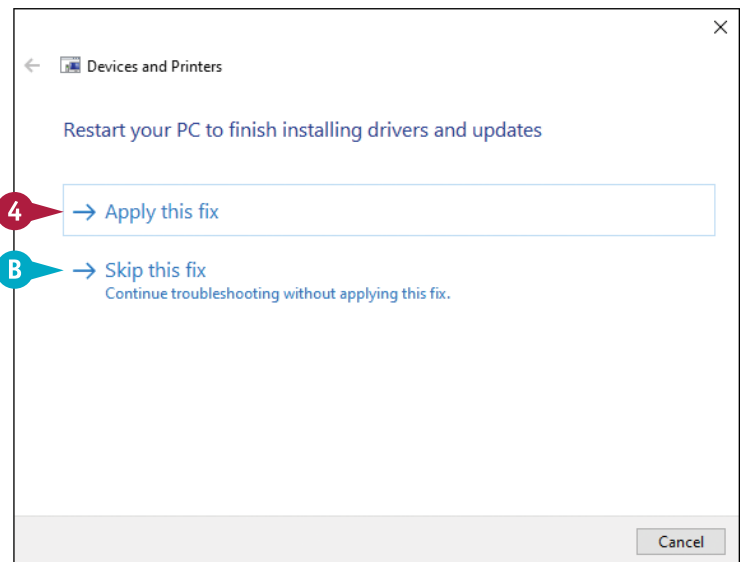 Devices and Printers
Restart your PC to finish installing drivers and updates
4
Apply this fix
B
Skip this fix
Continue troubleshooting without applying this fix.
Cancel